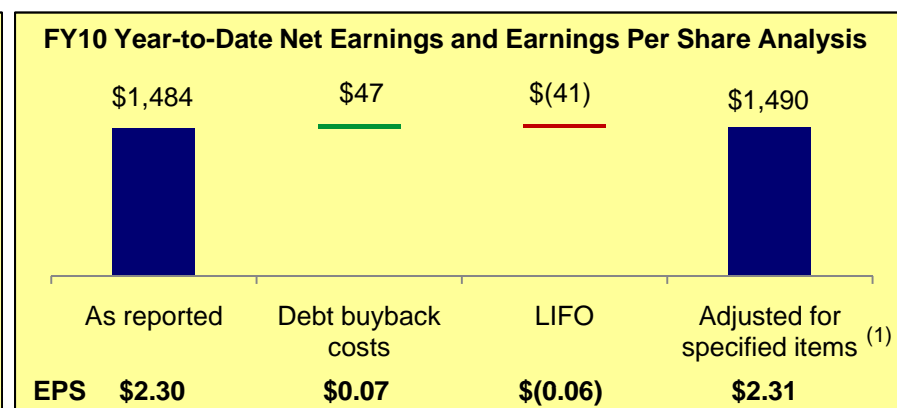 FY10 Year-to-Date Net Earnings and Earnings Per Share Analysis
$1,484 $47 $(41) $1,490
As reported Debt buyback LIFO Adjusted for
costs specified items (1)
EPS $2.30 $0.07 $(0.06) $2.31